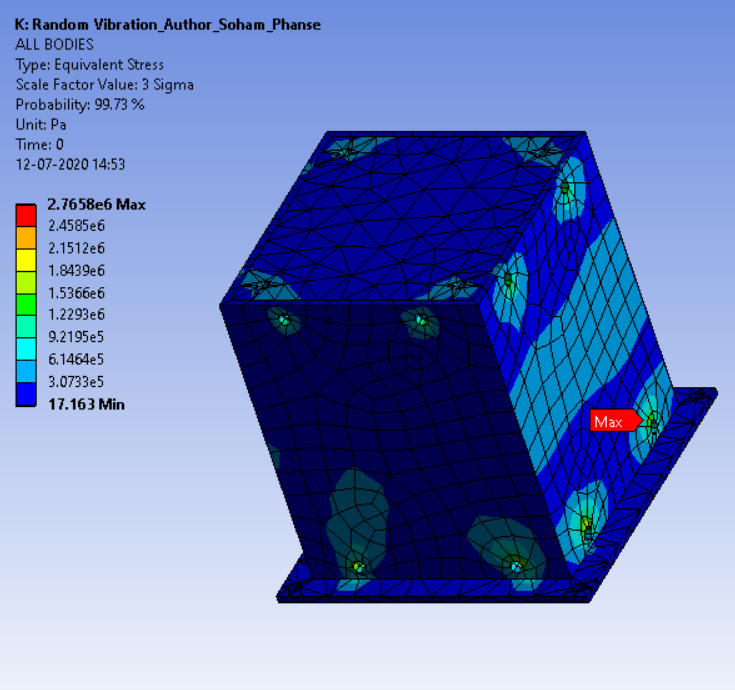 K: Random Vibration_Author_Soham_Phanse
ALL BODIES
Type: Equivalent Stress
Scale Factor Value: 3 Sigma
Probability: 99.73 %
Unit: Pa
Time: 0
12-07-2020 14:53
2.7658e6 Max
2.4585e6
2.1512e6
1.8439e6
1.5366e6
1.2293e6
9.2195e5
6.1464e5
3.0733e5
17.163 Min
Max